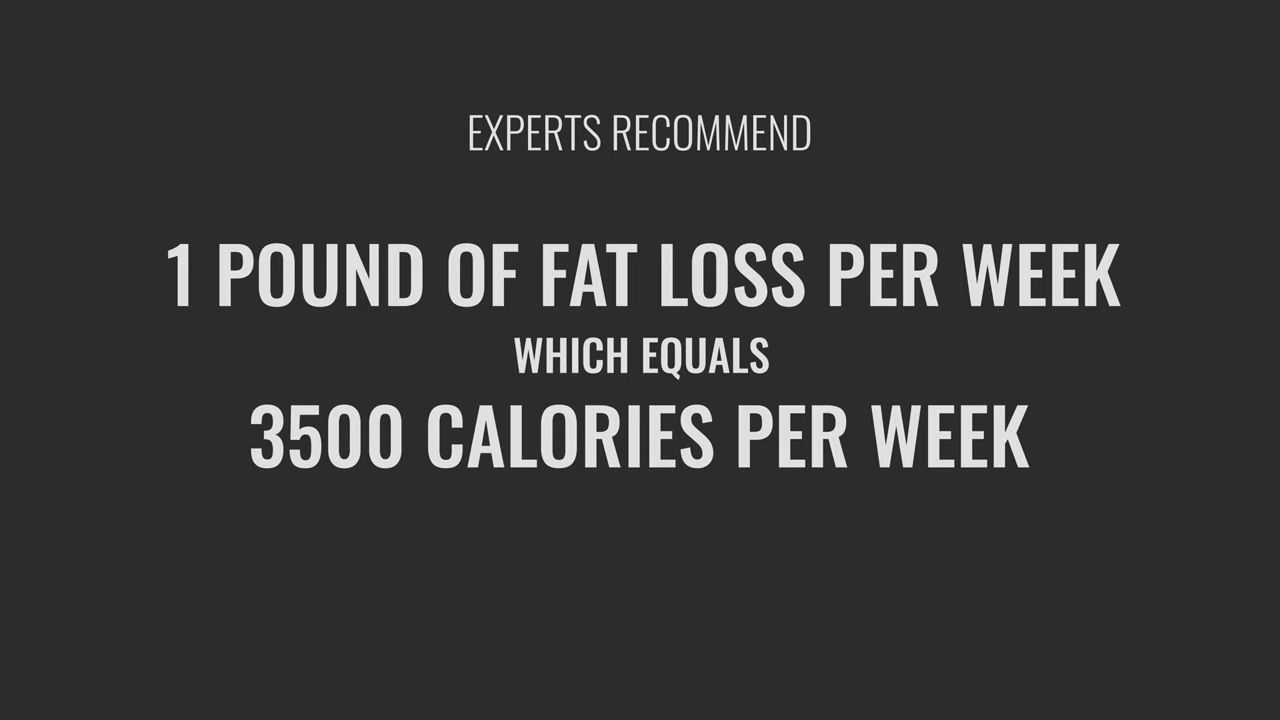 EXPERTS RECOMMEND
1 POUND OF FAT LOSS PER WEEK
WHICH EQUALS
3500 CALORIES PER WEEK